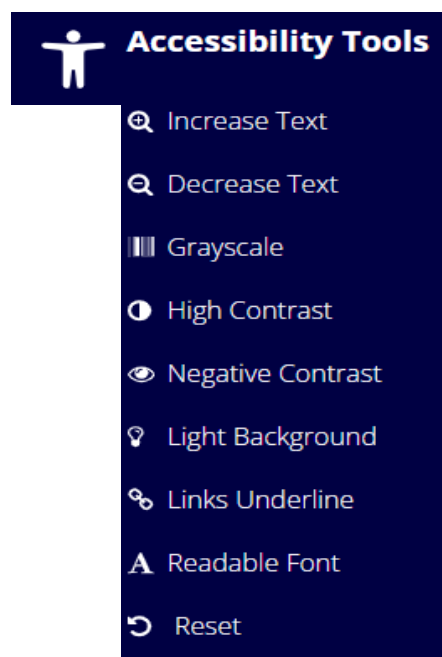 Accessibility Tools
Increase Text
Decrease Text
Grayscale
High Contrast
Negative Contrast
Light Background
Links Underline
Readable Font
Reset